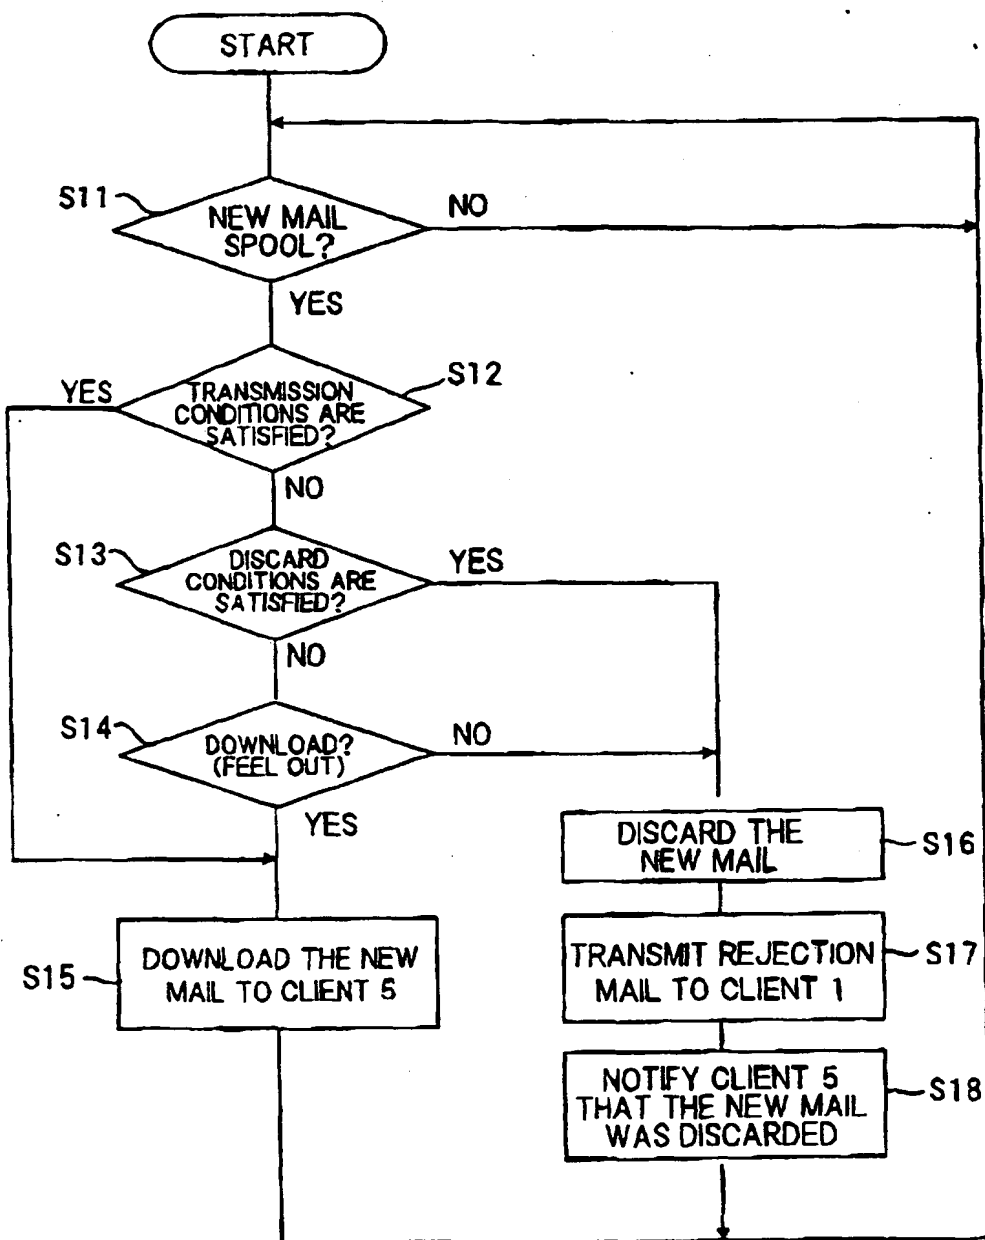 START
S11
NEW MAIL
SPOOL?
NO
YES
S12
TRANSMISSION
CONDITIONS ARE
SATISFIED?
YES
NO
S13
DISCARD
CONDITIONS ARE
SATISFIED?
YES
NO
S14
DOWNLOAD?
(FEEL OUT)
NO
YES
S15
DOWNLOAD THE NEW
MAIL TO CLIENT 5
DISCARD THE
NEW MAIL
S16
TRANSMIT REJECTION
MAIL TO CLIENT 1
S17
NOTIFY CLIENT 5
THAT THE NEW MAIL
WAS DISCARDED
S18